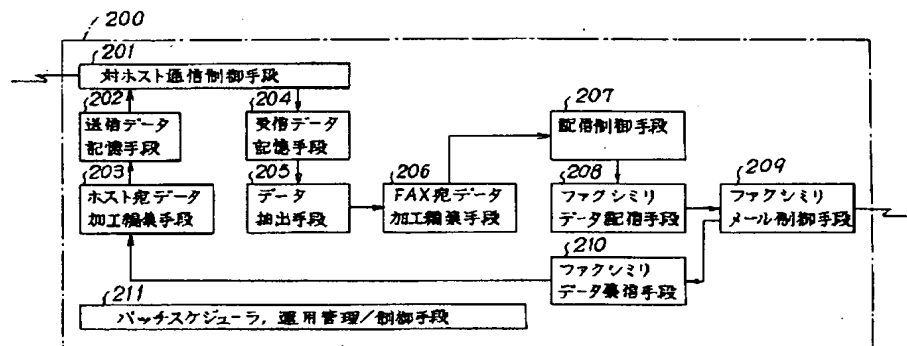 200
201
対ホスト通信制御手段
202
送信データ
記憶手段
204
受信データ
記憶手段
207
配信制御手段
203
ホスト宛データ
加工編集手段
205
データ
抽出手段
206
FAX宛データ
加工編集手段
208
ファクシミリ
データ配信手段
209
ファクシミリ
メール制御手段
210
ファクシミリ
データ集信手段
211
バッチスケジューラ,運用管理/制御手段